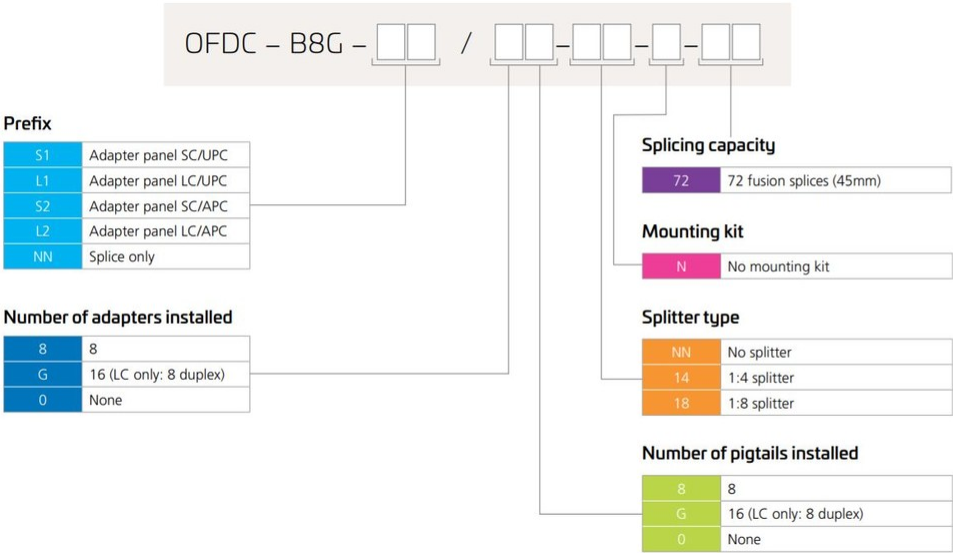 OFDC – B8G – / – – –
Prefix
S1 Adapter panel SC/UPC
L1 Adapter panel LC/UPC
S2 Adapter panel SC/APC
L2 Adapter panel LC/APC
NN Splice only
Number of adapters installed
8 8
G 16 (LC only: 8 duplex)
0 None
Splicing capacity
72 72 fusion splices (45mm)
Mounting kit
N No mounting kit
Splitter type
NN No splitter
14 1:4 splitter
18 1:8 splitter
Number of pigtails installed
8 8
G 16 (LC only: 8 duplex)
0 None